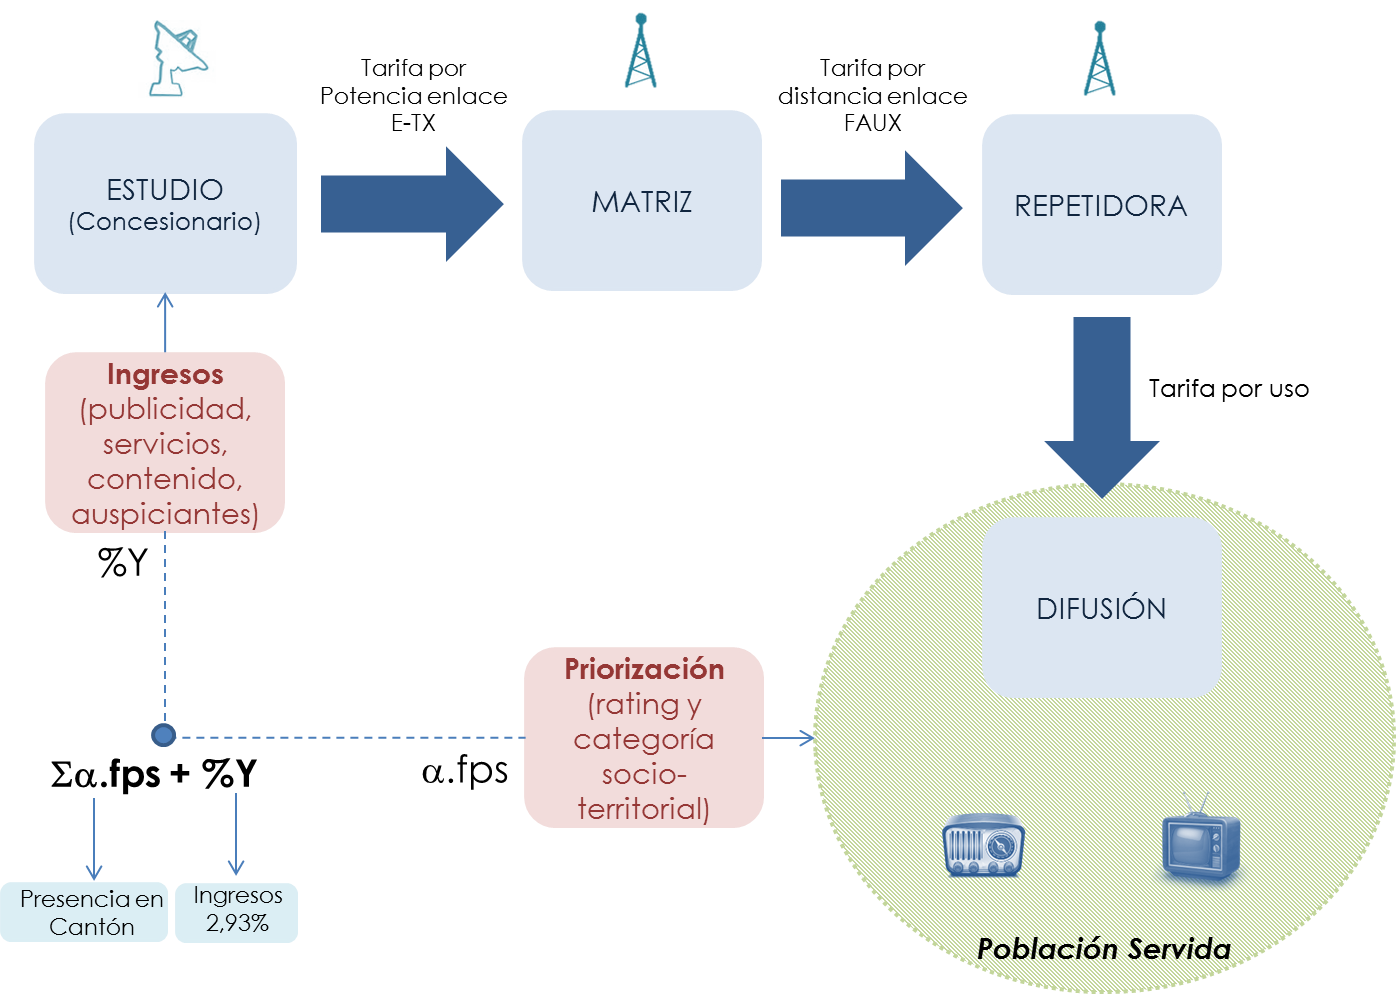 Tarifa por
Potencia enlace
E-TX
Tarifa por
distancia enlace
FAUX
ESTUDIO
(Concesionario)
MATRIZ
REPETIDORA
Ingresos
(publicidad,
servicios,
contenido,
auspiciantes)
Tarifa por uso
%Y
DIFUSIÓN
Priorización
(rating y
categoría
socio-
territorial)
α.fps
Σα.fps + %Y
Presencia en
Cantón
Ingresos
2,93%
Población Servida